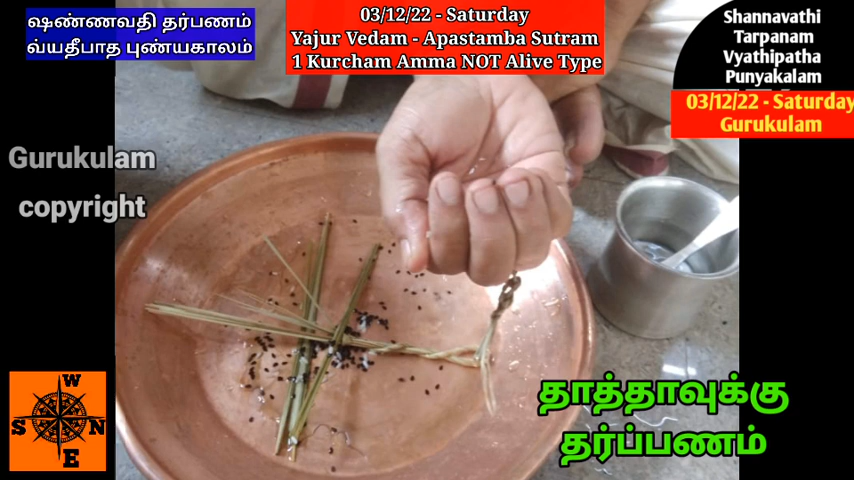 ஷண்ணவதி தர்பணம்
வ்யதீபாத புண்யகாலம்
03/12/22 - Saturday
Yajur Vedam - Apastamba Sutram
1 Kurcham Amma NOT Alive Type
Shannavathi
Tarpanam
Vyathipatha
Punyakalam
03/12/22 - Saturday
Gurukulam
Gurukulam
copyright
W
S N
E
தாத்தாவுக்கு
தர்ப்பணம்